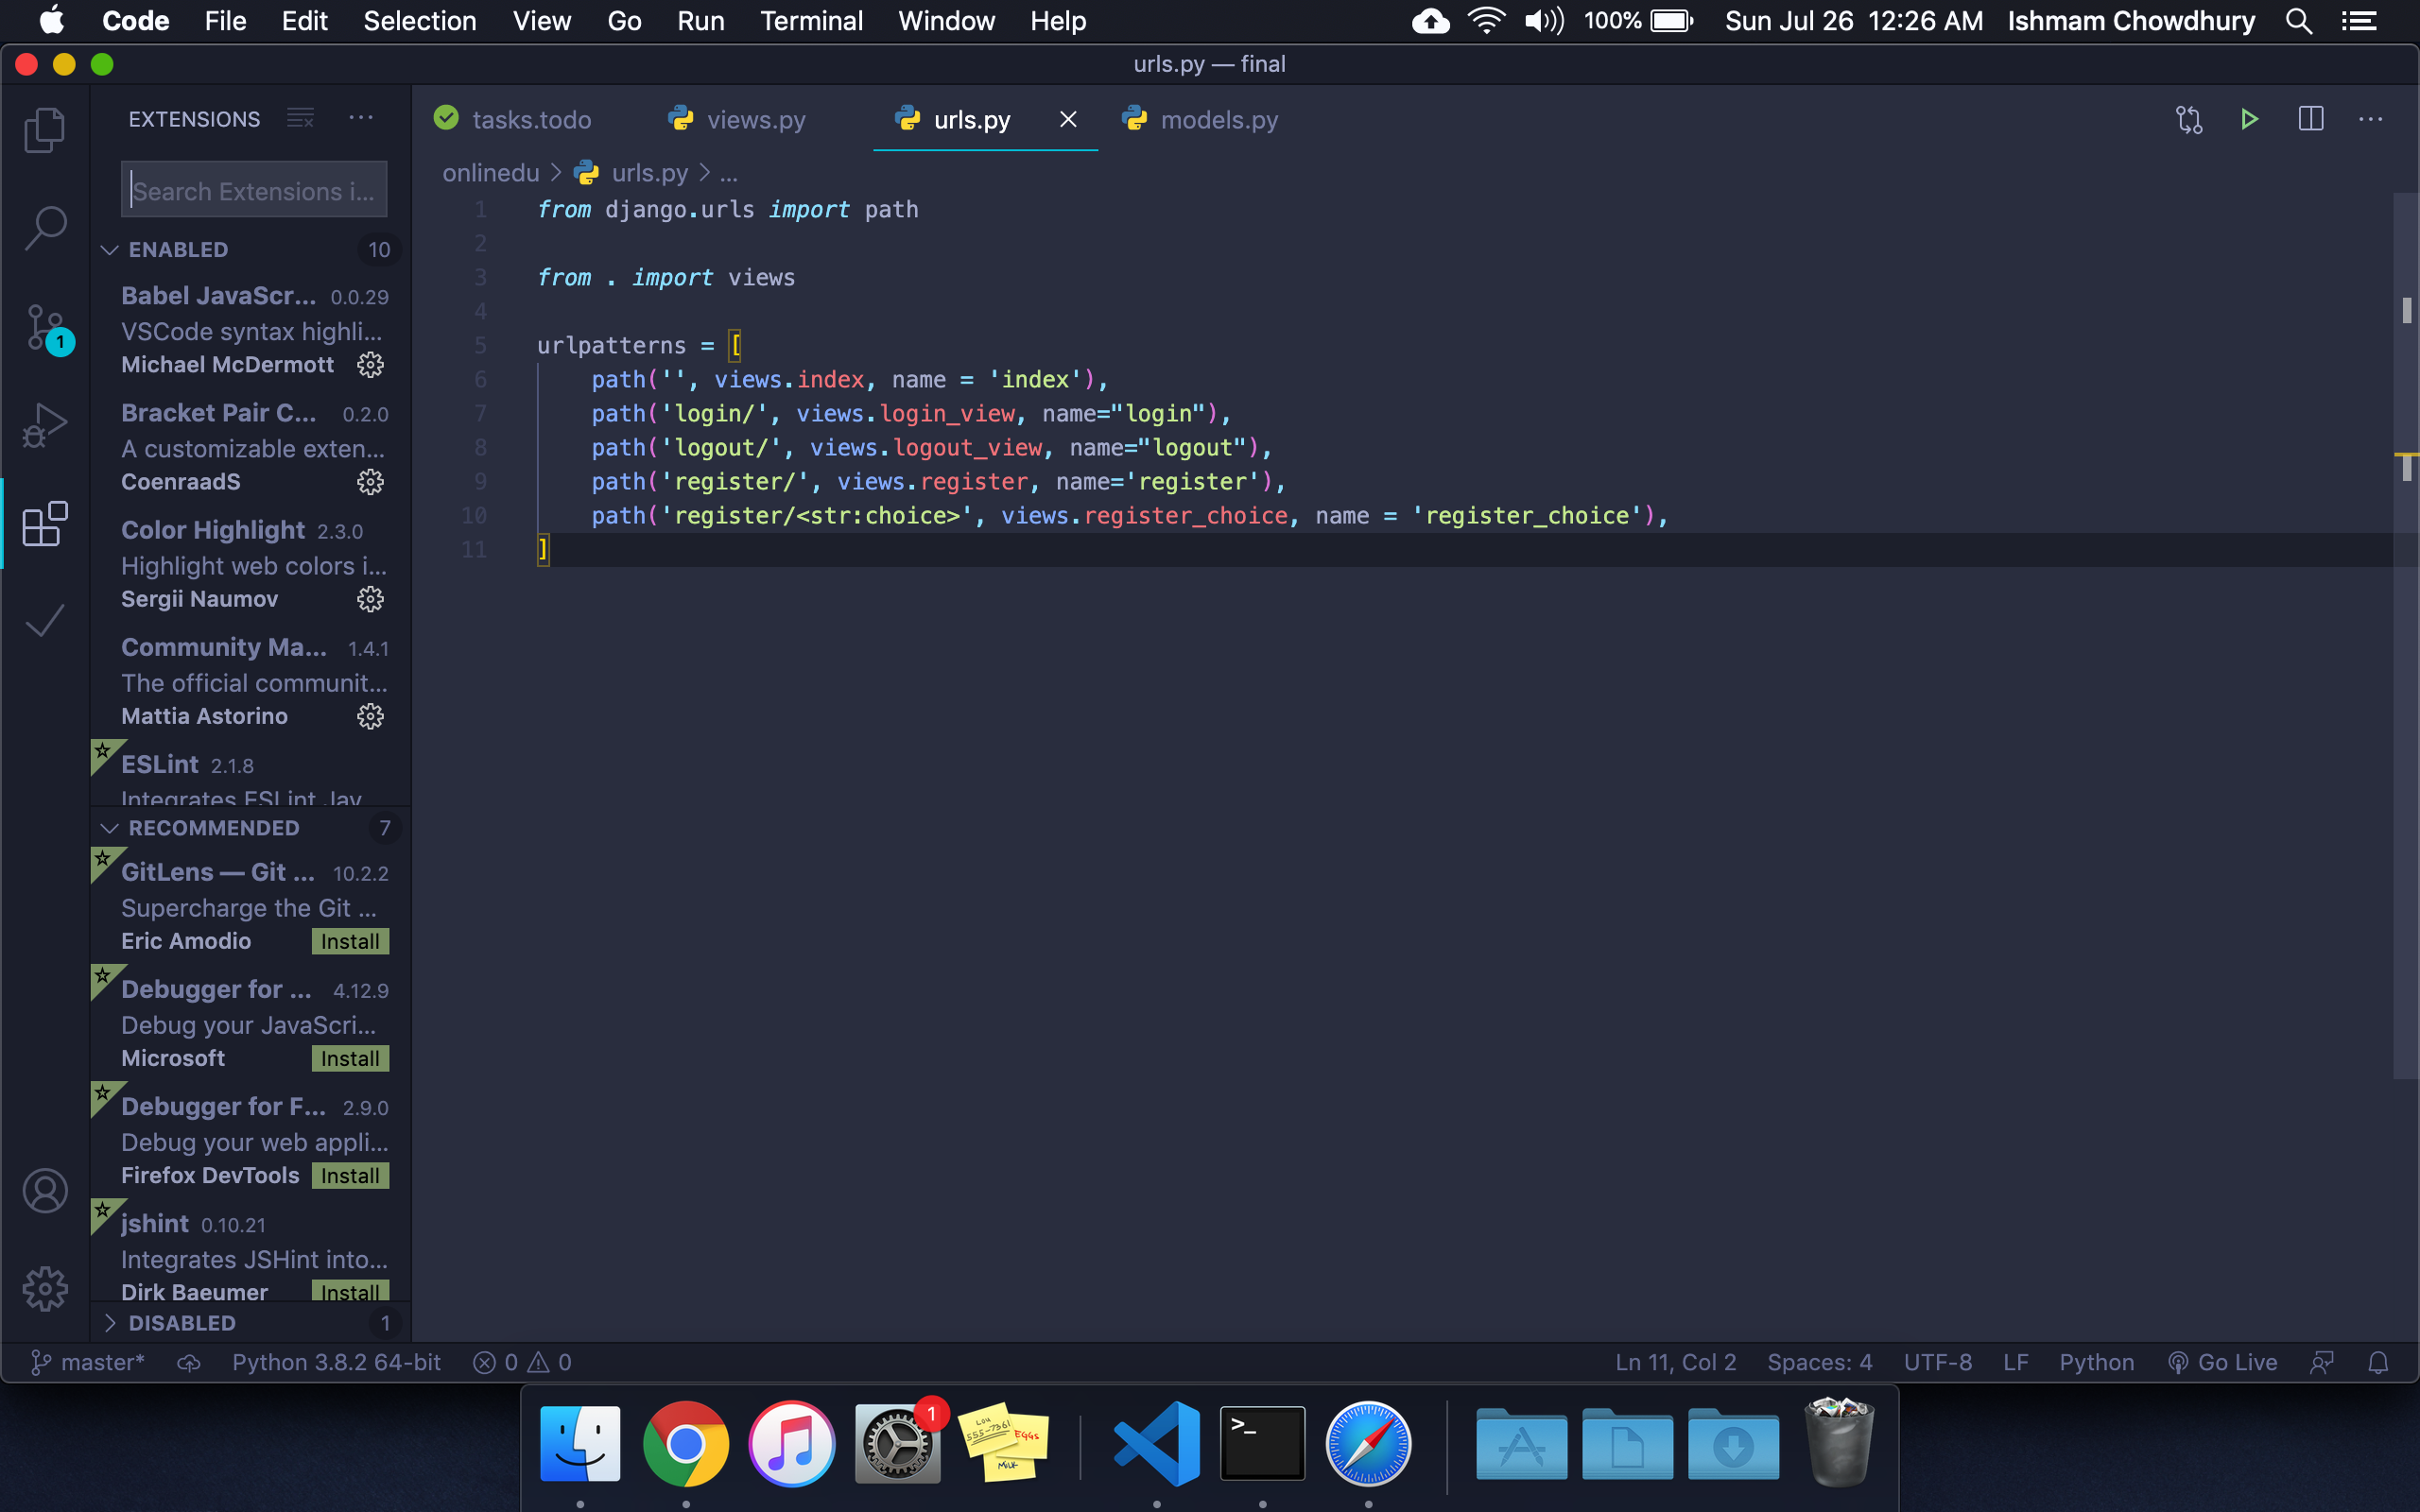 Code File Edit Selection View Go Run Terminal Window Help 100% Sun Jul 26 12:26 AM Ishmam Chowdhury
urls.py — final
EXTENSIONS
Search Extensions i...
ENABLED 10
Babel JavaScr... 0.0.29
VSCode syntax highli...
Michael McDermott
Bracket Pair C... 0.2.0
A customizable exten...
CoenraadS
Color Highlight 2.3.0
Highlight web colors i...
Sergii Naumov
Community Ma... 1.4.1
The official communit...
Mattia Astorino
ESLint 2.1.8
Integrates ESLint Jav
RECOMMENDED 7
GitLens — Git ... 10.2.2
Supercharge the Git ...
Eric Amodio Install
Debugger for ... 4.12.9
Debug your JavaScri...
Microsoft Install
Debugger for F... 2.9.0
Debug your web appli...
Firefox DevTools Install
jshint 0.10.21
Integrates JSHint into...
Dirk Baeumer Install
DISABLED 1
1
tasks.todo views.py urls.py models.py
onlinedu > urls.py > ...
1 from django.urls import path
2
3 from . import views
4
5 urlpatterns = [
6     path('', views.index, name = 'index'),
7     path('login/', views.login_view, name="login"),
8     path('logout/', views.logout_view, name="logout"),
9     path('register/', views.register, name='register'),
10     path('register/<str:choice>', views.register_choice, name = 'register_choice'),
11 ]
master* Python 3.8.2 64-bit 0 0 Ln 11, Col 2 Spaces: 4 UTF-8 LF Python Go Live
1
LOU
555-7361
EGGS
MILK
>_